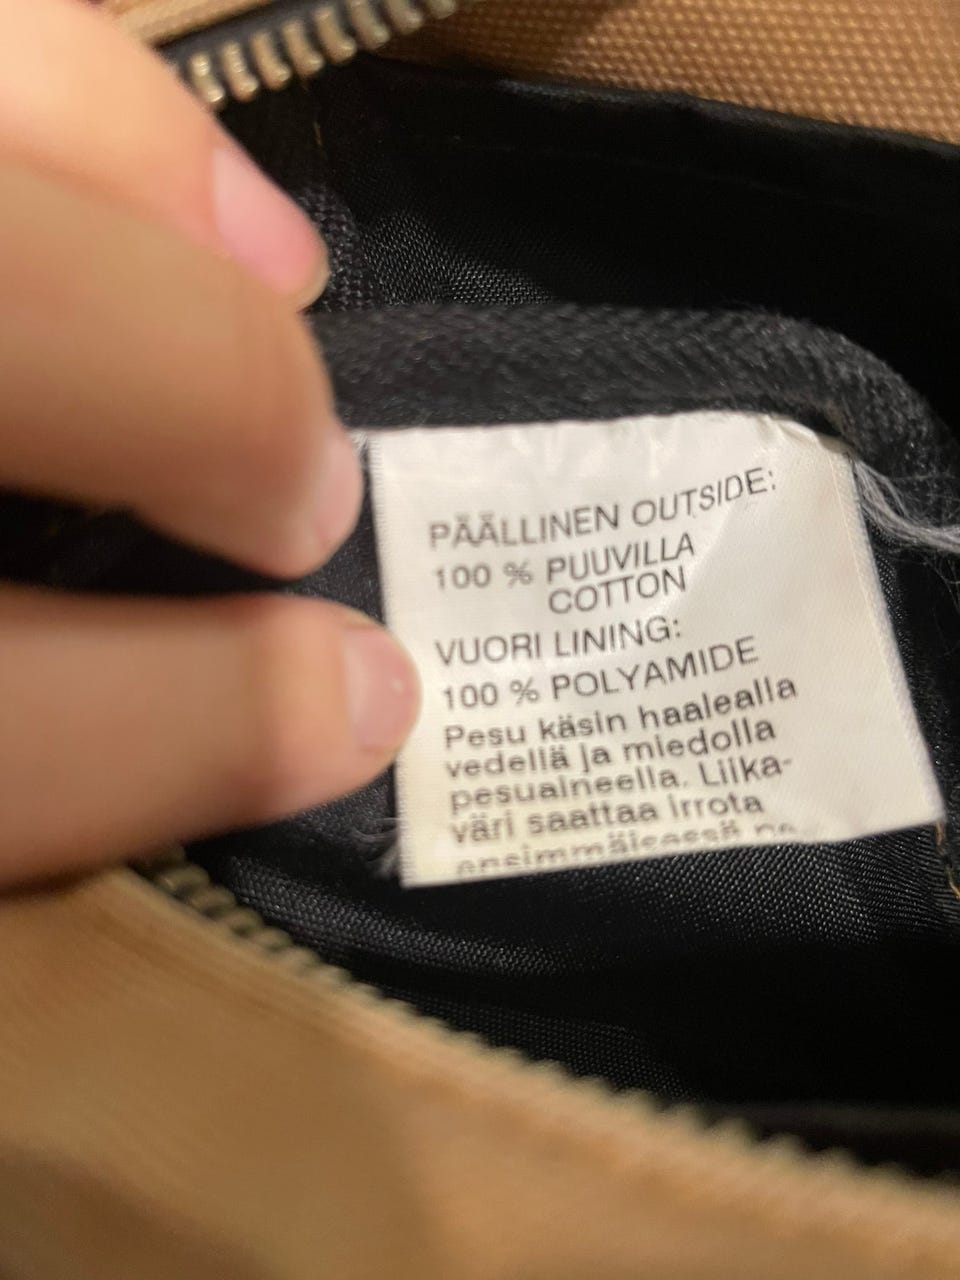 PÄÄLLINEN OUTSIDE:
100 % PUUVILLA
COTTON
VUORI LINING:
100 % POLYAMIDE
Pesu käsin haalealla
vedellä ja miedolla
pesuaineella. Liika-
väri saattaa irrota
ensimmäisessä